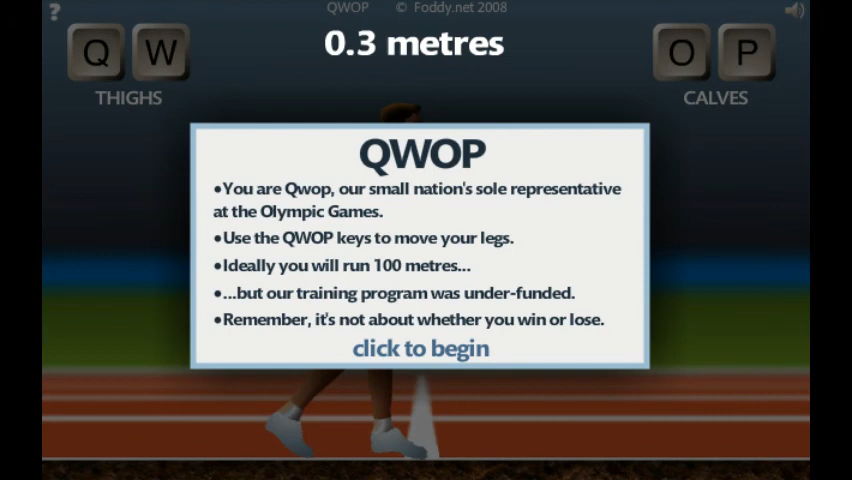 ?
QWOP © Foddy.net 2008
0.3 metres
Q W
O P
THIGHS
CALVES
QWOP
•You are Qwop, our small nation's sole representative
at the Olympic Games.
•Use the QWOP keys to move your legs.
•Ideally you will run 100 metres...
•...but our training program was under-funded.
•Remember, it's not about whether you win or lose.
click to begin